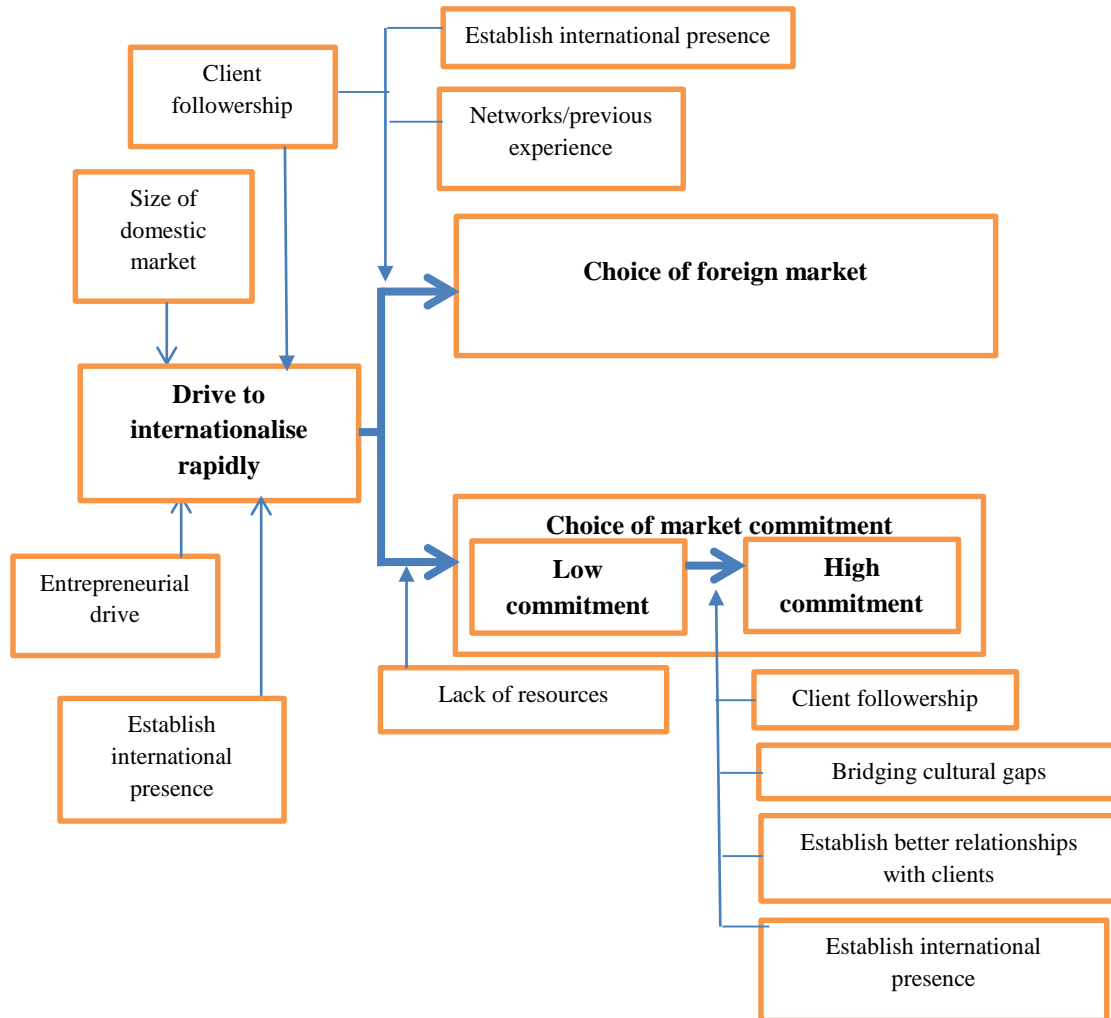 Establish international presence
Client
followership
Networks/previous
experience
Size of
domestic
market
Choice of foreign market
Drive to
internationalise
rapidly
Choice of market commitment
Low
commitment
High
commitment
Entrepreneurial
drive
Lack of resources
Client followership
Establish
international
presence
Bridging cultural gaps
Establish better relationships
with clients
Establish international
presence